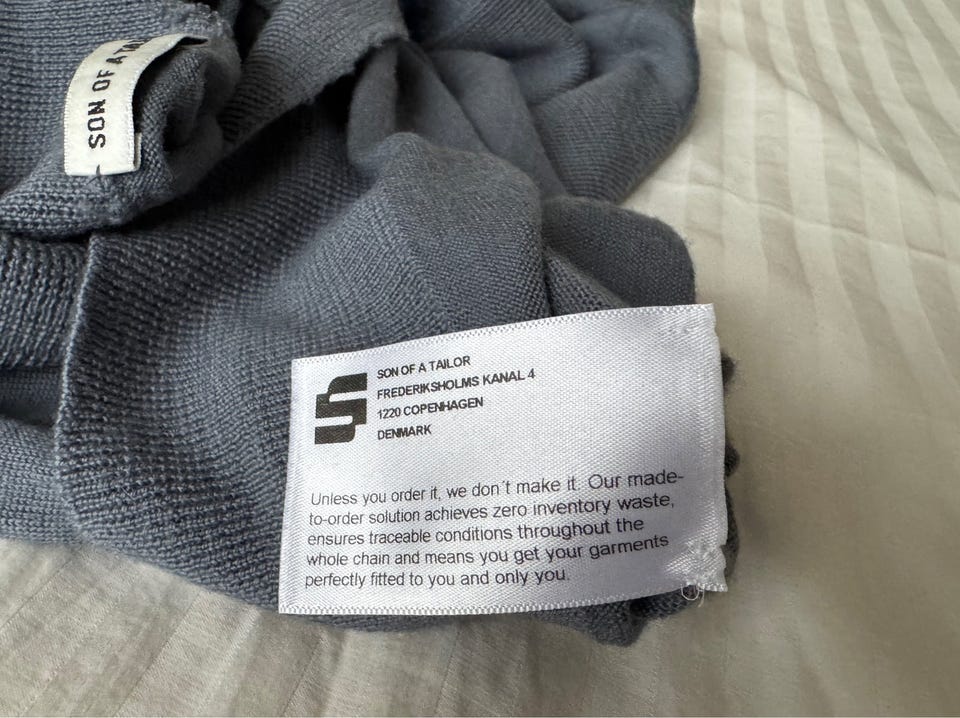 SON OF A
SON OF A TAILOR
FREDERIKSHOLMS KANAL 4
1220 COPENHAGEN
DENMARK
Unless you order it, we don´t make it. Our made-
to-order solution achieves zero inventory waste,
ensures traceable conditions throughout the
whole chain and means you get your garments
perfectly fitted to you and only you.